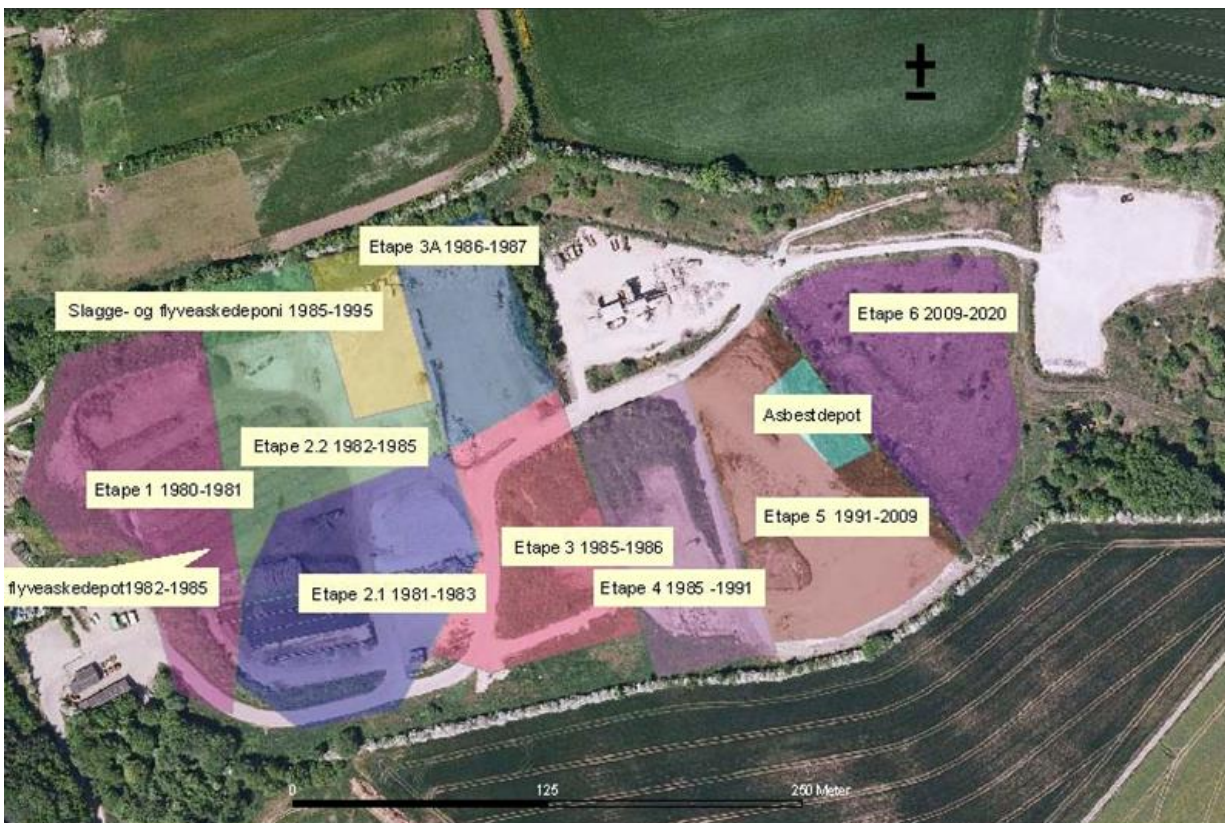 Etape 3A 1986-1987
Slagge- og flyveaskedeponi 1985-1995
Etape 6 2009-2020
Asbestdepot
Etape 2.2 1982-1985
Etape 1 1980-1981
Etape 5 1991-2009
Etape 3 1985-1986
flyveaskedepot1982-1985
Etape 2.1 1981-1983
Etape 4 1985 -1991
0 125 250 Meter